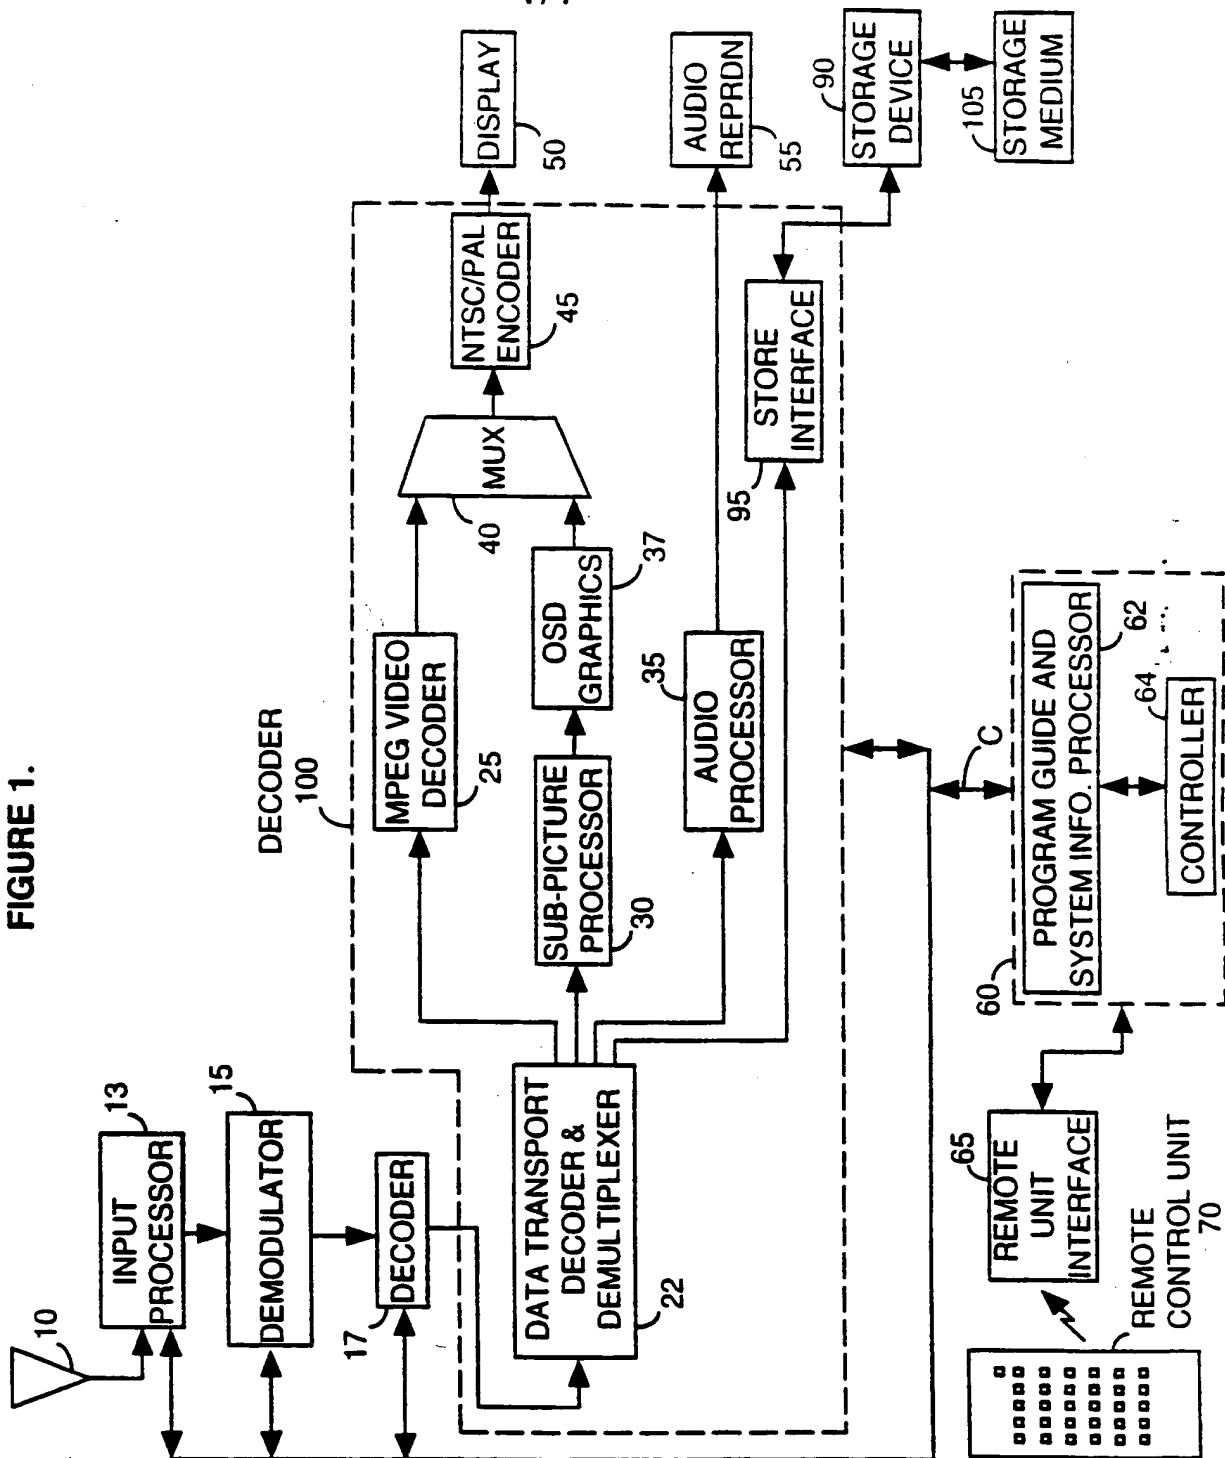 FIGURE 1.
10
INPUT
PROCESSOR
13
DEMODULATOR
15
17
DECODER
DECODER
100
DATA TRANSPORT
DECODER &
DEMULTIPLEXER
22
MPEG VIDEO
DECODER
25
SUB-PICTURE
PROCESSOR
30
OSD
GRAPHICS
37
MUX
40
NTSC/PAL
ENCODER
45
DISPLAY
50
AUDIO
PROCESSOR
35
AUDIO
REPRDN
55
STORE
INTERFACE
95
STORAGE
DEVICE
90
STORAGE
MEDIUM
105
C
60
PROGRAM GUIDE AND
SYSTEM INFO. PROCESSOR
62
CONTROLLER
64
REMOTE
UNIT
INTERFACE
65
REMOTE
CONTROL UNIT
70